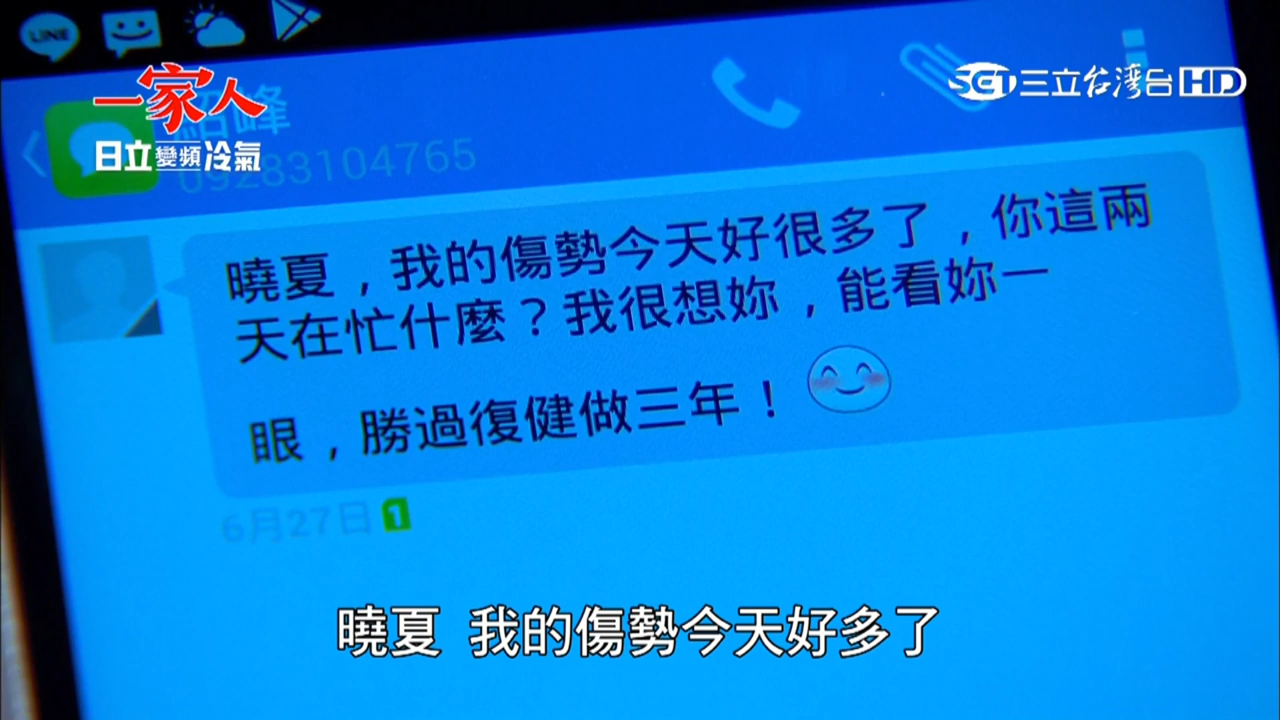 LINE
一家人
日立變頻冷氣
SET三立台灣台HD
峰
09283104765
曉夏，我的傷勢今天好很多了，你這兩
天在忙什麼？我很想妳，能看妳一
眼，勝過復健做三年！
6月27日 1
曉夏 我的傷勢今天好多了